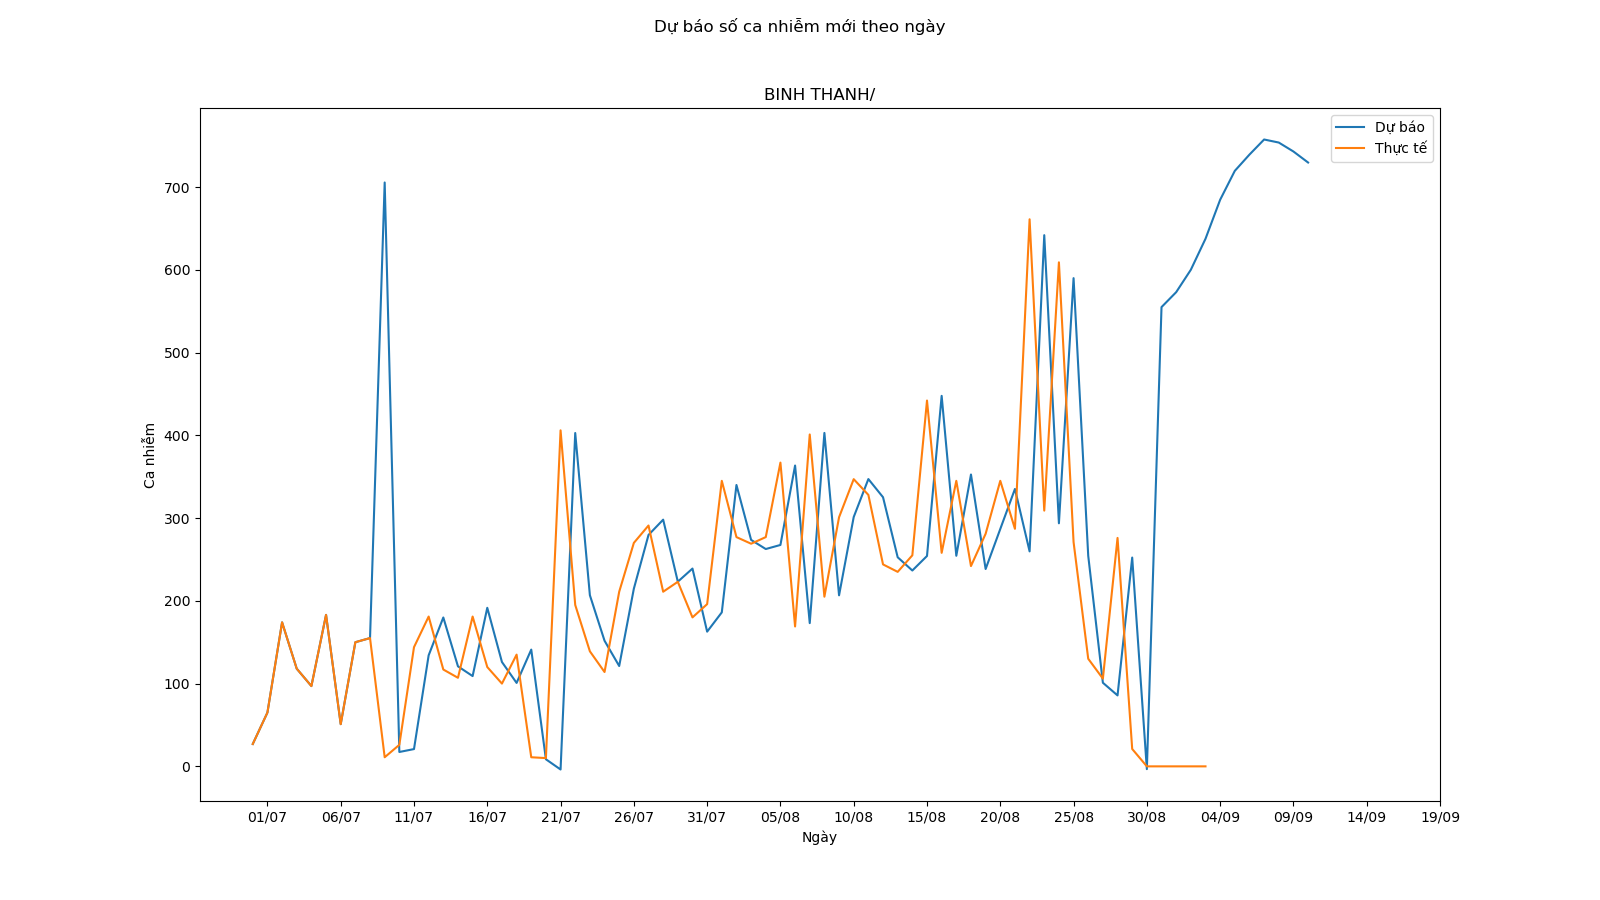 Dự báo số ca nhiễm mới theo ngày
BINH THANH/
Dự báo
Thực tế
700
600
500
400
300
200
100
0
Ca nhiễm
01/07 06/07 11/07 16/07 21/07 26/07 31/07 05/08 10/08 15/08 20/08 25/08 30/08 04/09 09/09 14/09 19/09
Ngày